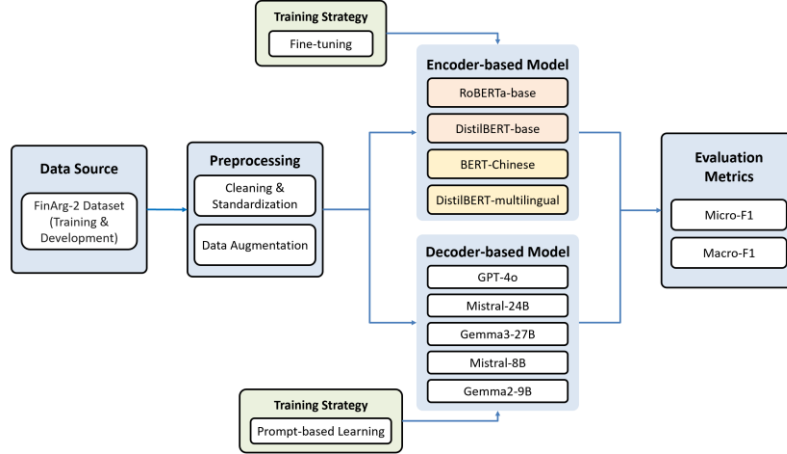 Training Strategy
Fine-tuning
Encoder-based Model
RoBERTa-base
DistilBERT-base
BERT-Chinese
DistilBERT-multilingual
Data Source
FinArg-2 Dataset
(Training &
Development)
Preprocessing
Cleaning &
Standardization
Data Augmentation
Evaluation
Metrics
Micro-F1
Macro-F1
Decoder-based Model
GPT-4o
Mistral-24B
Gemma3-27B
Mistral-8B
Gemma2-9B
Training Strategy
Prompt-based Learning